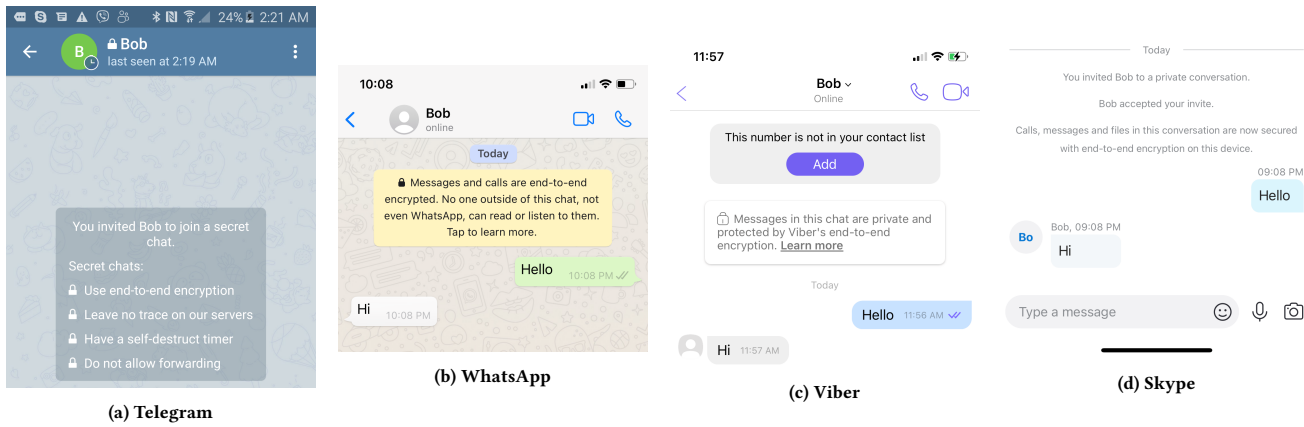 24% 2:21 AM
B
Bob
last seen at 2:19 AM
You invited Bob to join a secret
chat.
Secret chats:
Use end-to-end encryption
Leave no trace on our servers
Have a self-destruct timer
Do not allow forwarding
(a) Telegram
10:08
Bob
online
Today
Messages and calls are end-to-end
encrypted. No one outside of this chat, not
even WhatsApp, can read or listen to them.
Tap to learn more.
Hello 10:08 PM
Hi 10:08 PM
(b) WhatsApp
11:57
Bob
Online
This number is not in your contact list
Add
Messages in this chat are private and
protected by Viber's end-to-end
encryption. Learn more
Today
Hello 11:56 AM
Hi 11:57 AM
(c) Viber
Today
You invited Bob to a private conversation.
Bob accepted your invite.
Calls, messages and files in this conversation are now secured
with end-to-end encryption on this device.
09:08 PM
Hello
Bob, 09:08 PM
Bo
Hi
Type a message
(d) Skype